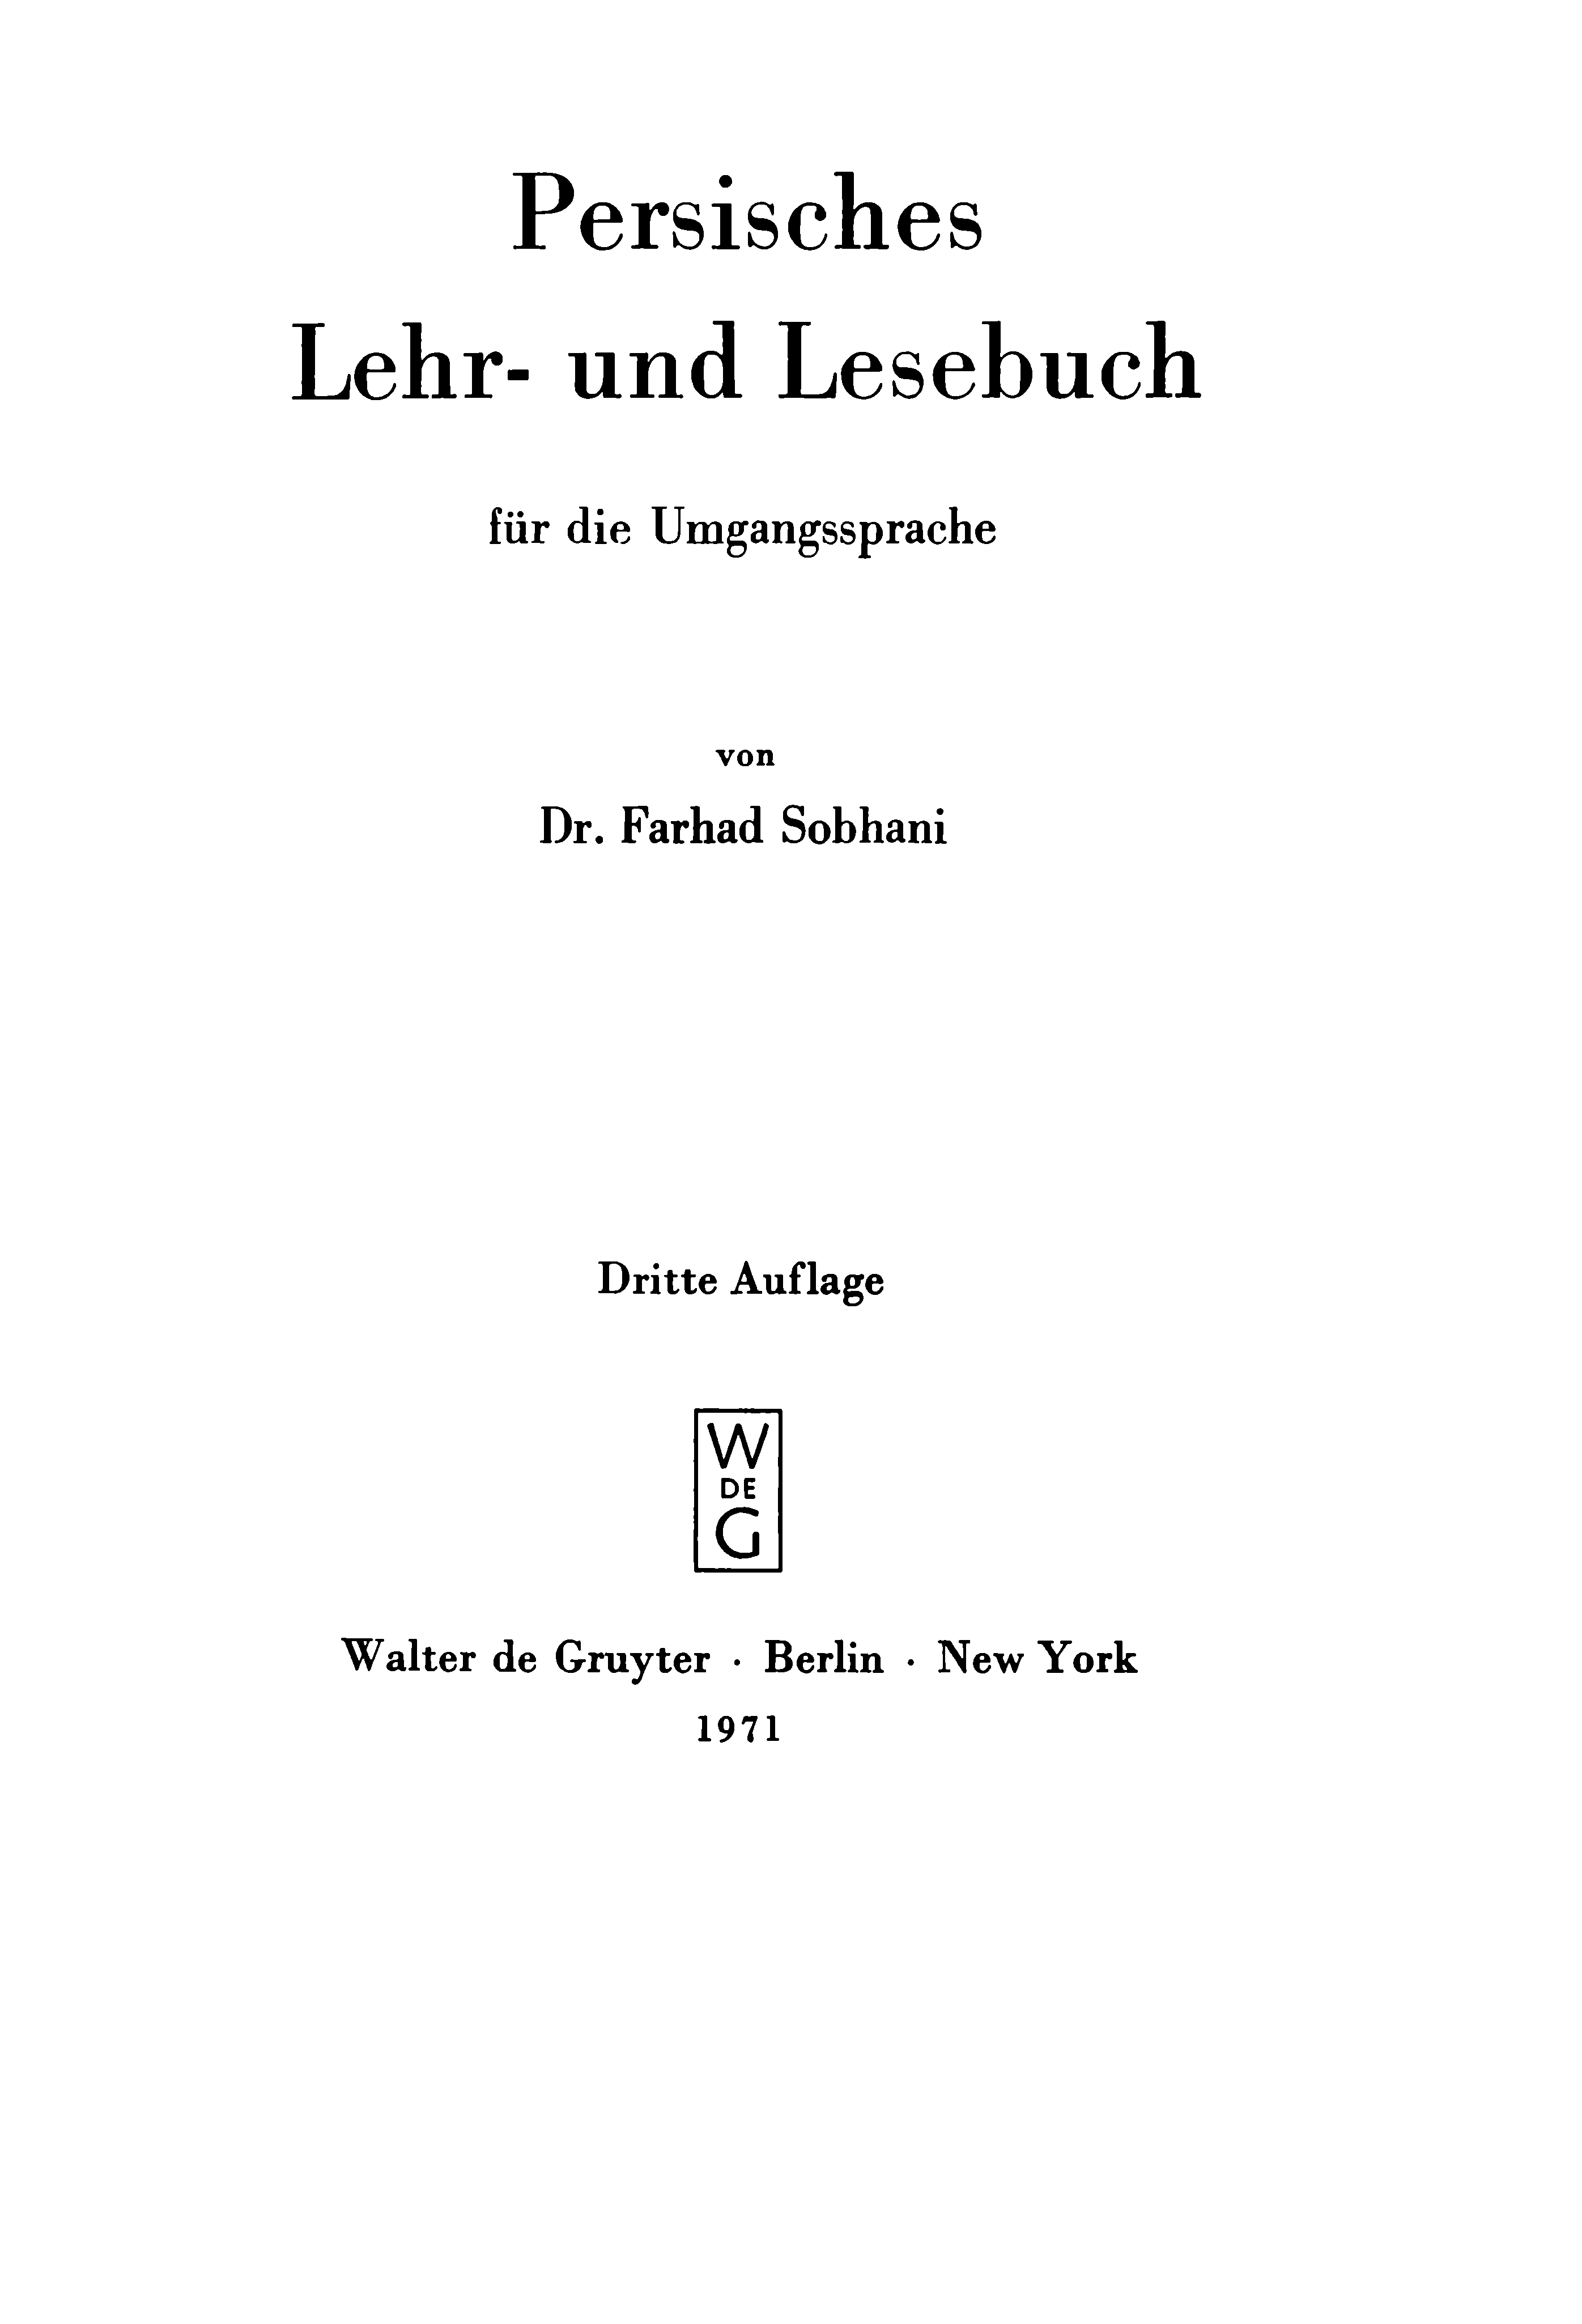 Persisches
Lehr- und Lesebuch
für die Umgangssprache
von
Dr. Farhad Sobhani
Dritte Auflage
W
DE
G
Walter de Gruyter · Berlin · New York
1971